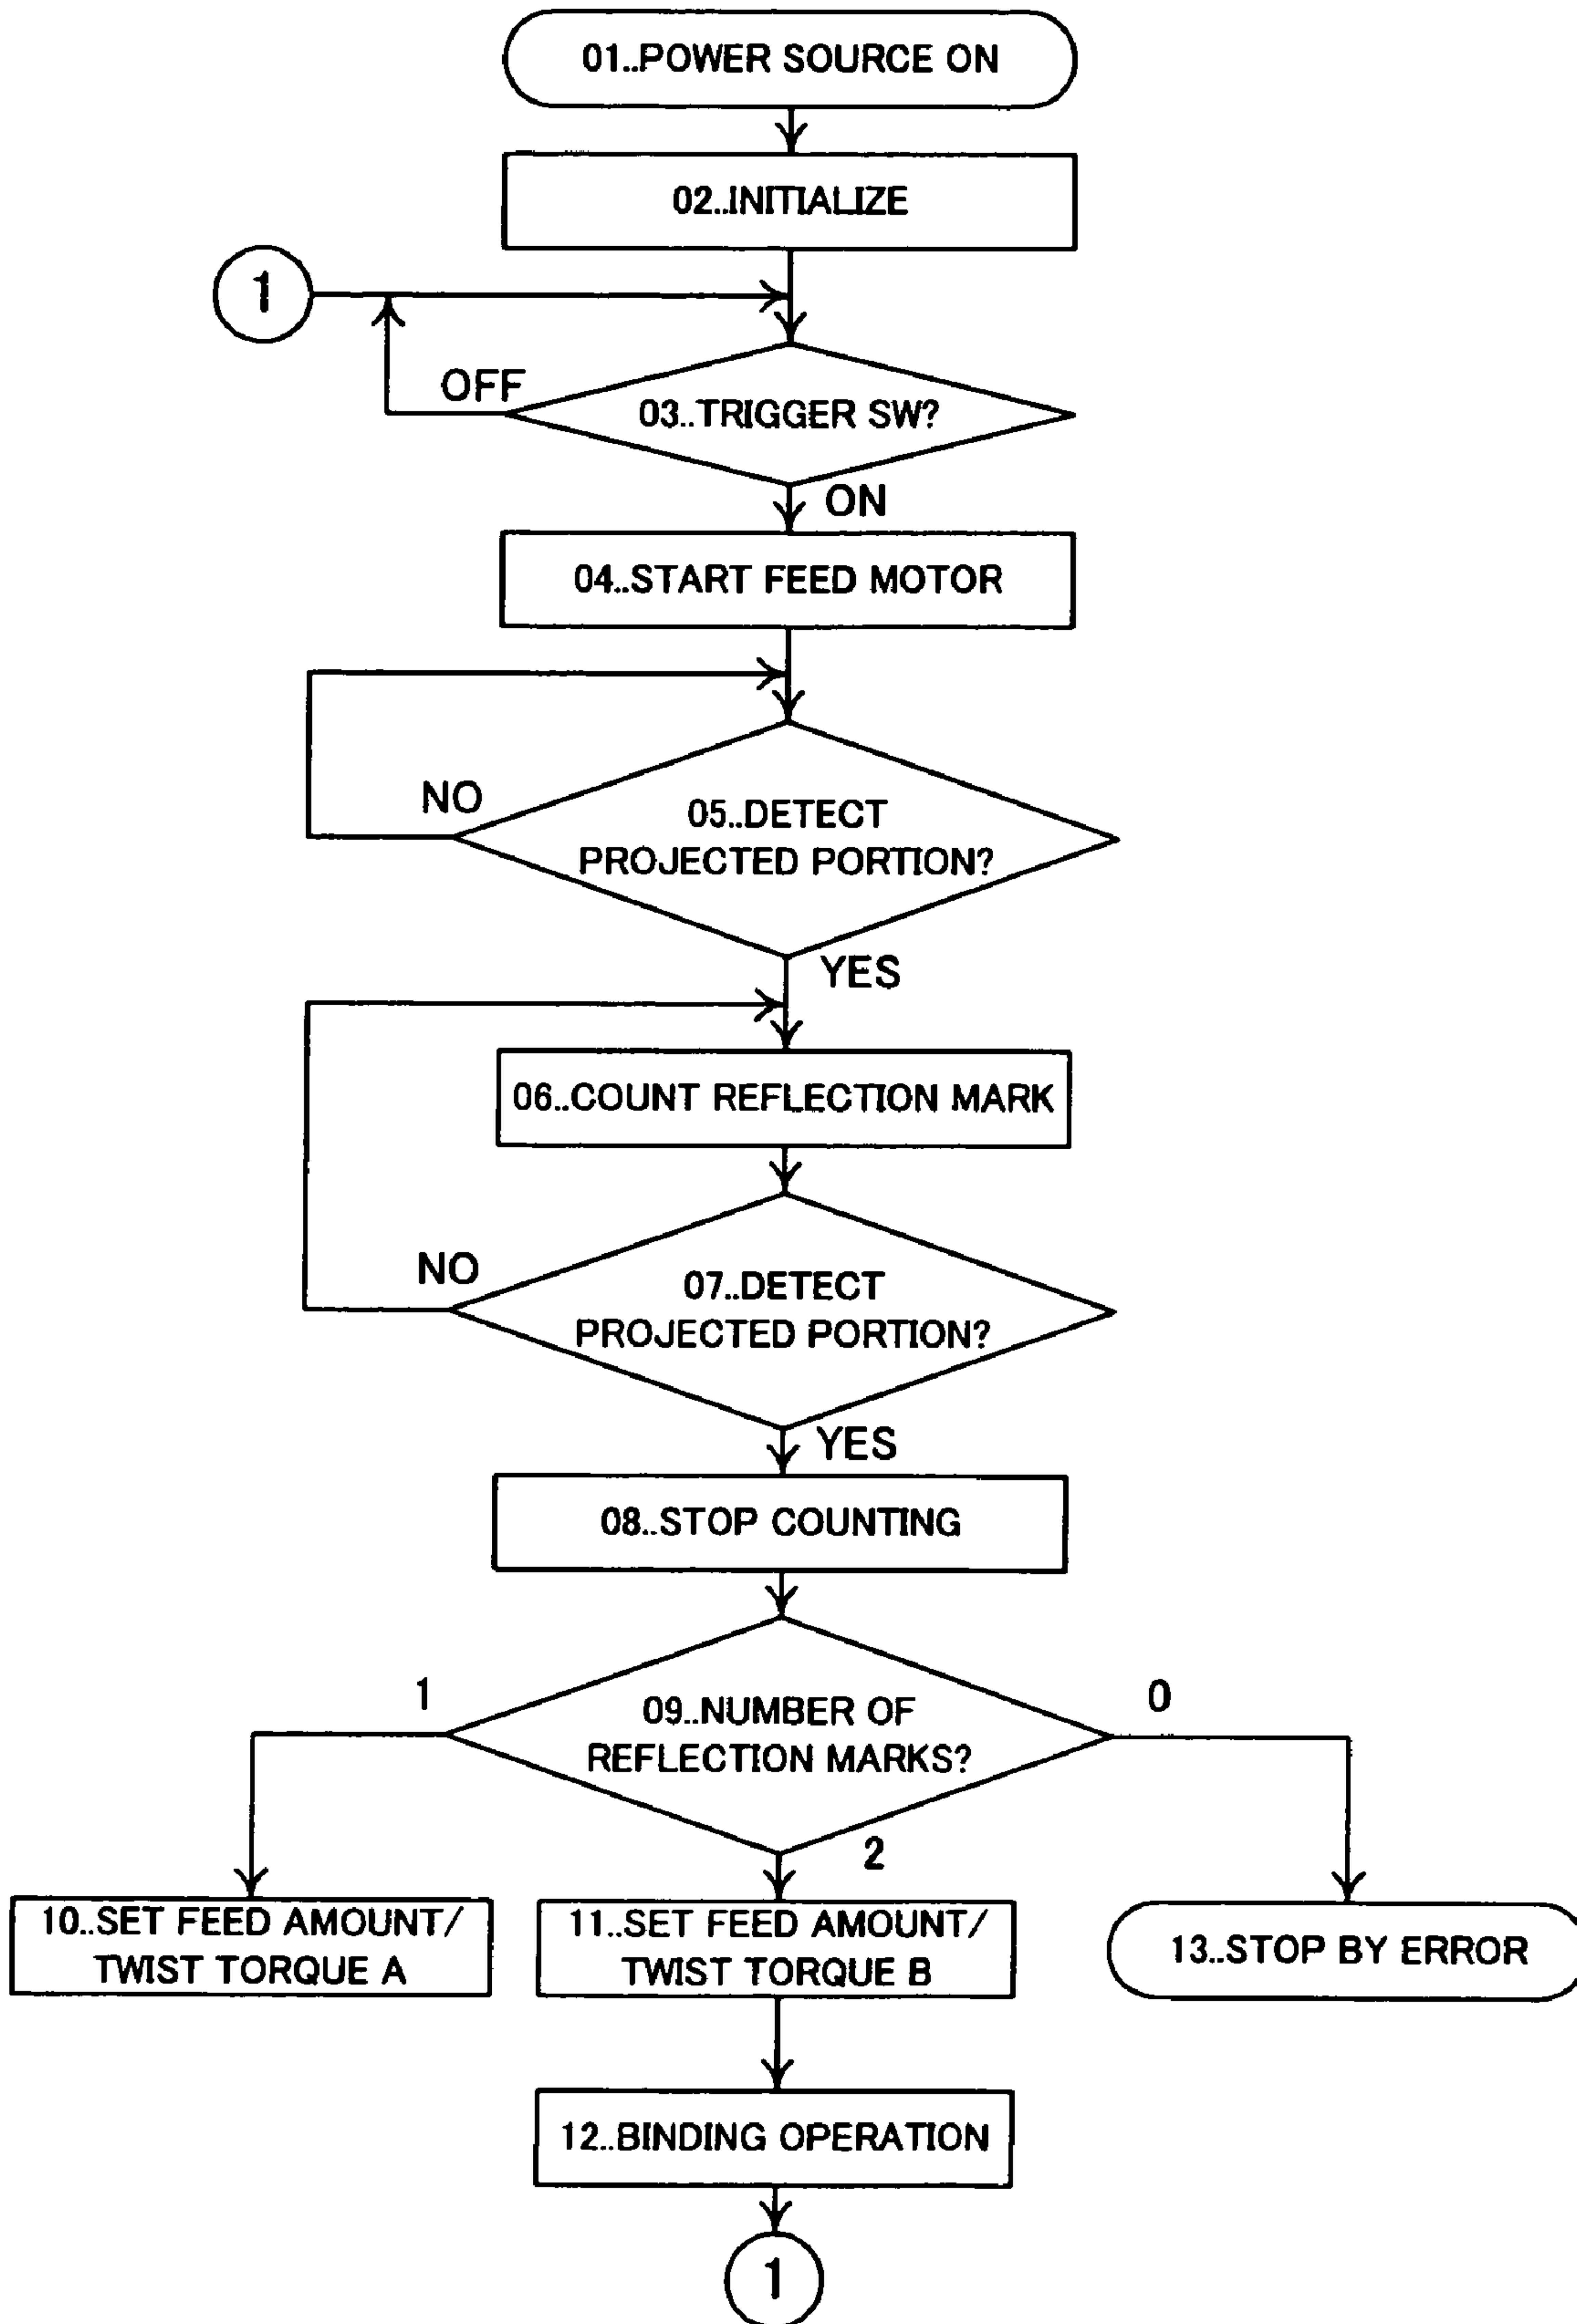 01..POWER SOURCE ON
02..INITIALIZE
1
OFF
03..TRIGGER SW?
ON
04..START FEED MOTOR
NO
05..DETECT
PROJECTED PORTION?
YES
06..COUNT REFLECTION MARK
NO
07..DETECT
PROJECTED PORTION?
YES
08..STOP COUNTING
1
09..NUMBER OF
REFLECTION MARKS?
0
2
10..SET FEED AMOUNT/
TWIST TORQUE A
11..SET FEED AMOUNT/
TWIST TORQUE B
13..STOP BY ERROR
12..BINDING OPERATION
1